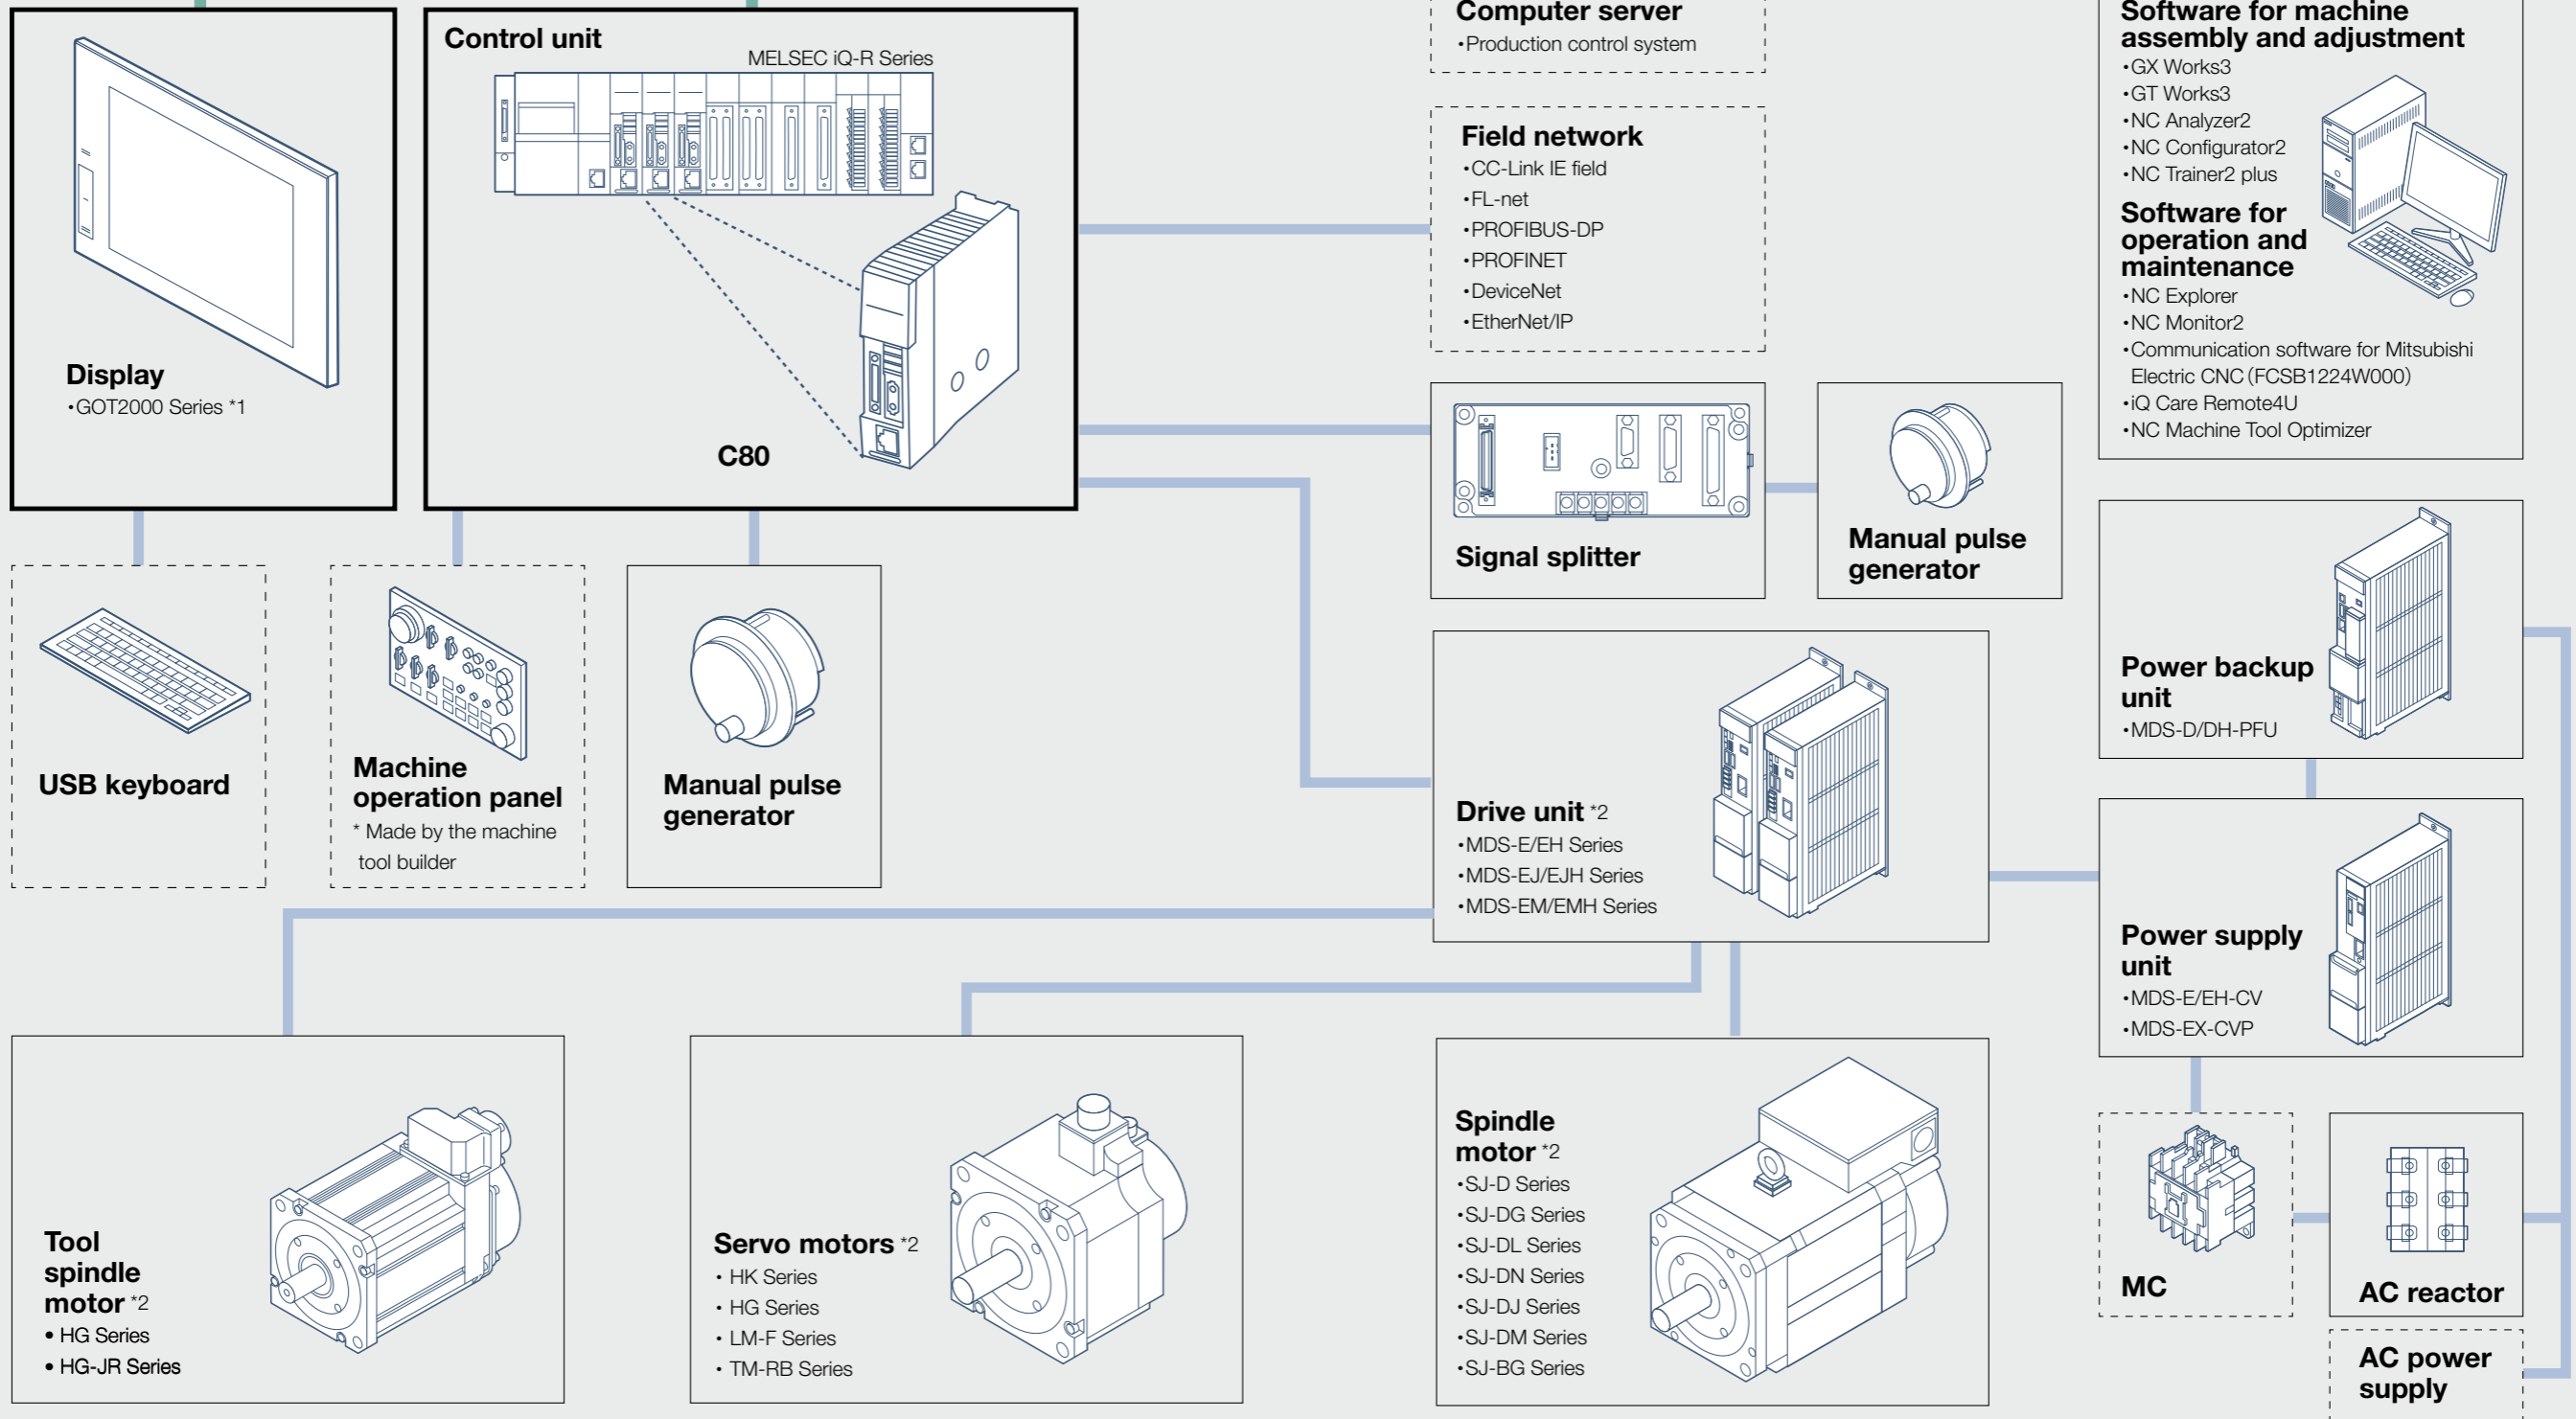 Control unit
MELSEC iQ-R Series
C80
Display
•GOT2000 Series *1
Computer server
•Production control system
Field network
•CC-Link IE field
•FL-net
•PROFIBUS-DP
•PROFINET
•DeviceNet
•EtherNet/IP
Software for machine
assembly and adjustment
•GX Works3
•GT Works3
•NC Analyzer2
•NC Configurator2
•NC Trainer2 plus
Software for
operation and
maintenance
•NC Explorer
•NC Monitor2
•Communication software for Mitsubishi
Electric CNC (FCSB1224W000)
•iQ Care Remote4U
•NC Machine Tool Optimizer
Signal splitter
Manual pulse
generator
USB keyboard
Machine
operation panel
* Made by the machine
tool builder
Manual pulse
generator
Drive unit *2
•MDS-E/EH Series
•MDS-EJ/EJH Series
•MDS-EM/EMH Series
Power backup
unit
•MDS-D/DH-PFU
Power supply
unit
•MDS-E/EH-CV
•MDS-EX-CVP
Tool
spindle
motor *2
• HG Series
• HG-JR Series
Servo motors *2
• HK Series
• HG Series
• LM-F Series
• TM-RB Series
Spindle
motor *2
•SJ-D Series
•SJ-DG Series
•SJ-DL Series
•SJ-DN Series
•SJ-DJ Series
•SJ-DM Series
•SJ-BG Series
MC
AC reactor
AC power
supply